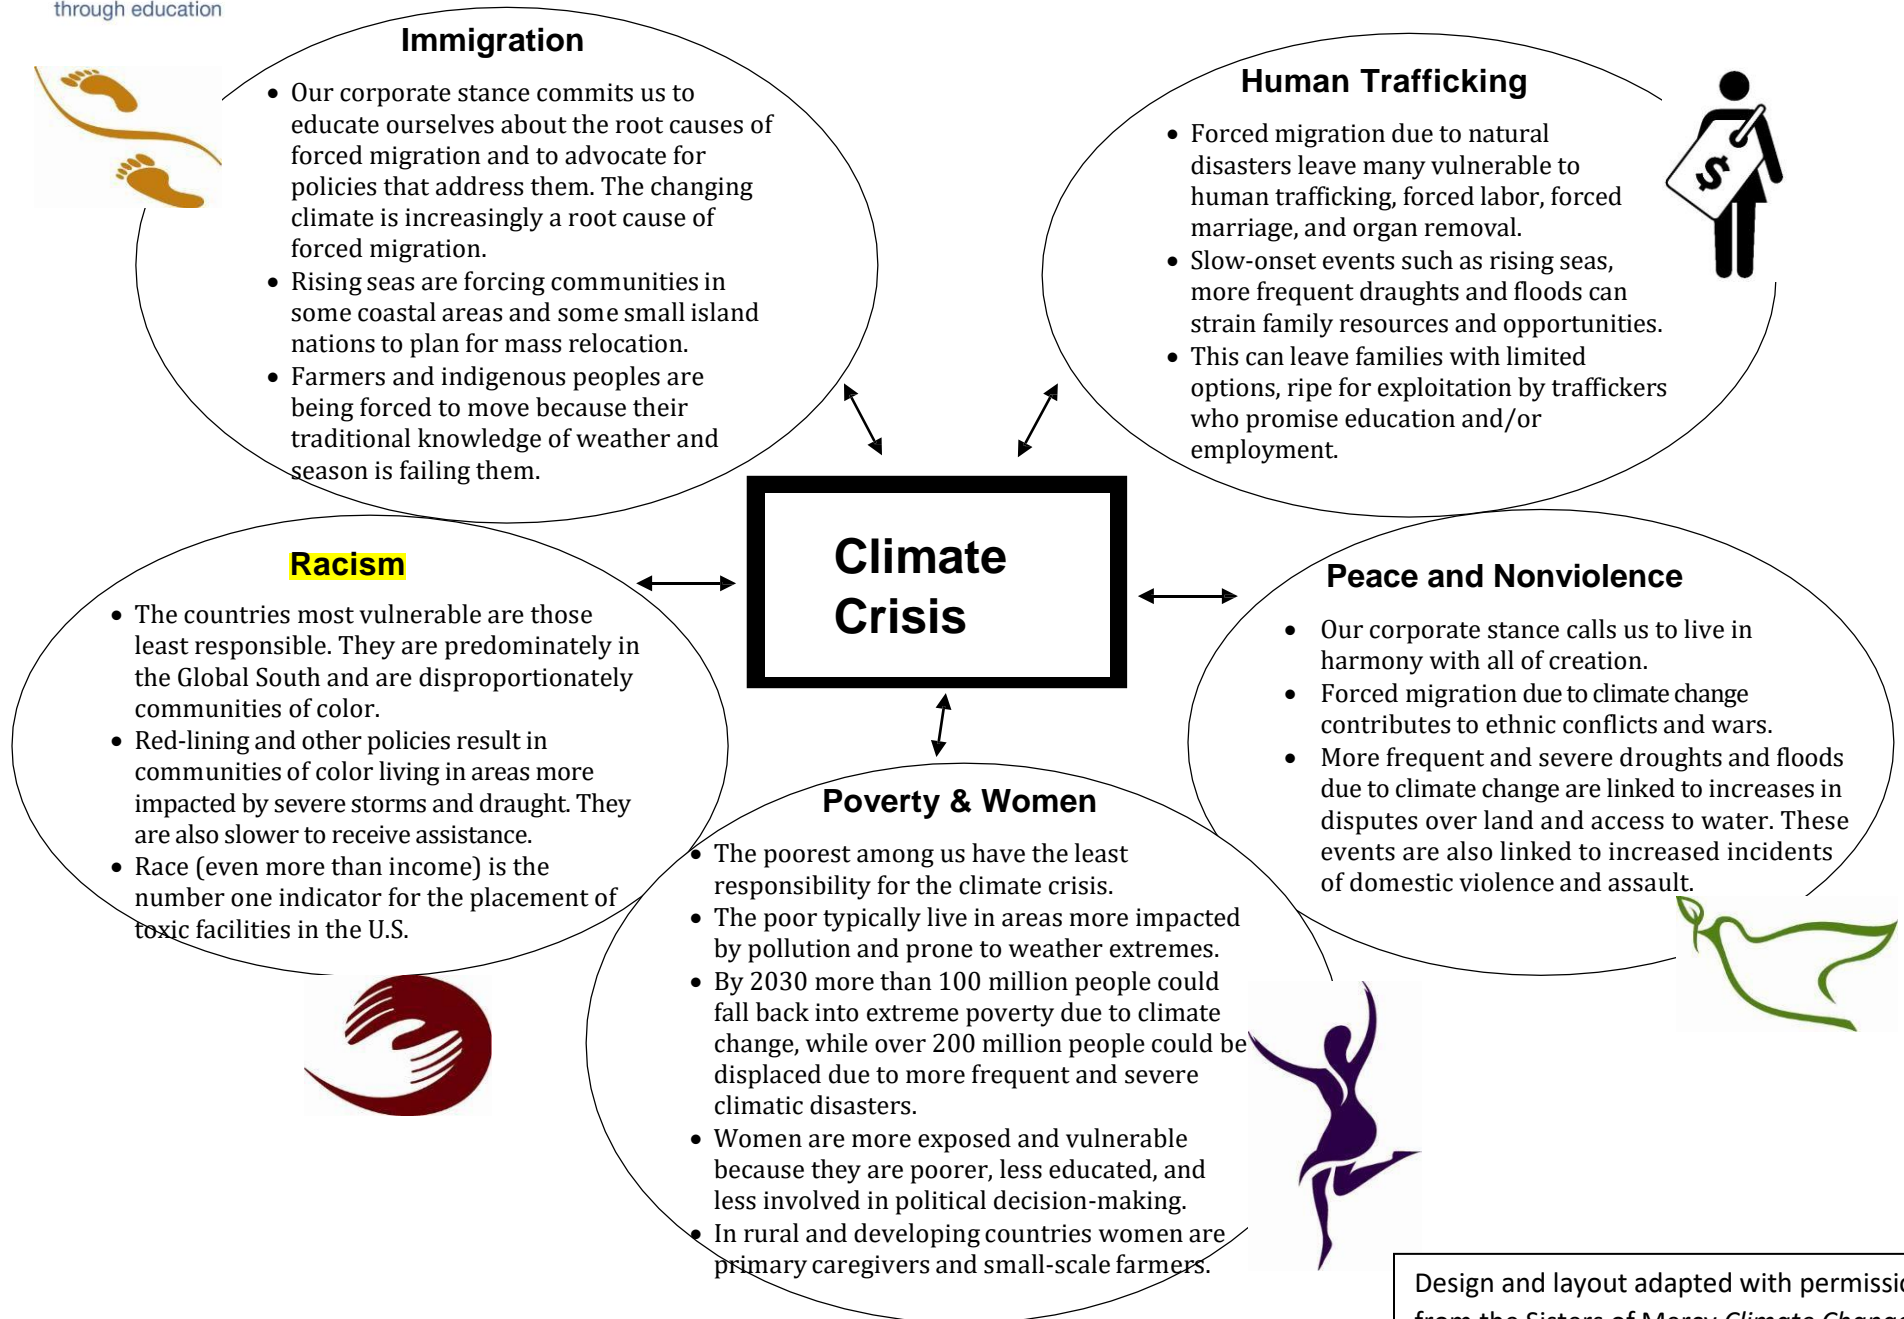 through education
Immigration
• Our corporate stance commits us to
educate ourselves about the root causes of
forced migration and to advocate for
policies that address them. The changing
climate is increasingly a root cause of
forced migration.
• Rising seas are forcing communities in
some coastal areas and some small island
nations to plan for mass relocation.
• Farmers and indigenous peoples are
being forced to move because their
traditional knowledge of weather and
season is failing them.
Human Trafficking
• Forced migration due to natural
disasters leave many vulnerable to
human trafficking, forced labor, forced
marriage, and organ removal.
• Slow-onset events such as rising seas,
more frequent draughts and floods can
strain family resources and opportunities.
• This can leave families with limited
options, ripe for exploitation by traffickers
who promise education and/or
employment.
$
Climate
Crisis
Racism
• The countries most vulnerable are those
least responsible. They are predominately in
the Global South and are disproportionately
communities of color.
• Red-lining and other policies result in
communities of color living in areas more
impacted by severe storms and draught. They
are also slower to receive assistance.
• Race (even more than income) is the
number one indicator for the placement of
toxic facilities in the U.S.
Peace and Nonviolence
• Our corporate stance calls us to live in
harmony with all of creation.
• Forced migration due to climate change
contributes to ethnic conflicts and wars.
• More frequent and severe droughts and floods
due to climate change are linked to increases in
disputes over land and access to water. These
events are also linked to increased incidents
of domestic violence and assault.
Poverty & Women
• The poorest among us have the least
responsibility for the climate crisis.
• The poor typically live in areas more impacted
by pollution and prone to weather extremes.
• By 2030 more than 100 million people could
fall back into extreme poverty due to climate
change, while over 200 million people could be
displaced due to more frequent and severe
climatic disasters.
• Women are more exposed and vulnerable
because they are poorer, less educated, and
less involved in political decision-making.
• In rural and developing countries women are
primary caregivers and small-scale farmers.
Design and layout adapted with
from the Sisters of Mercy Climate Change